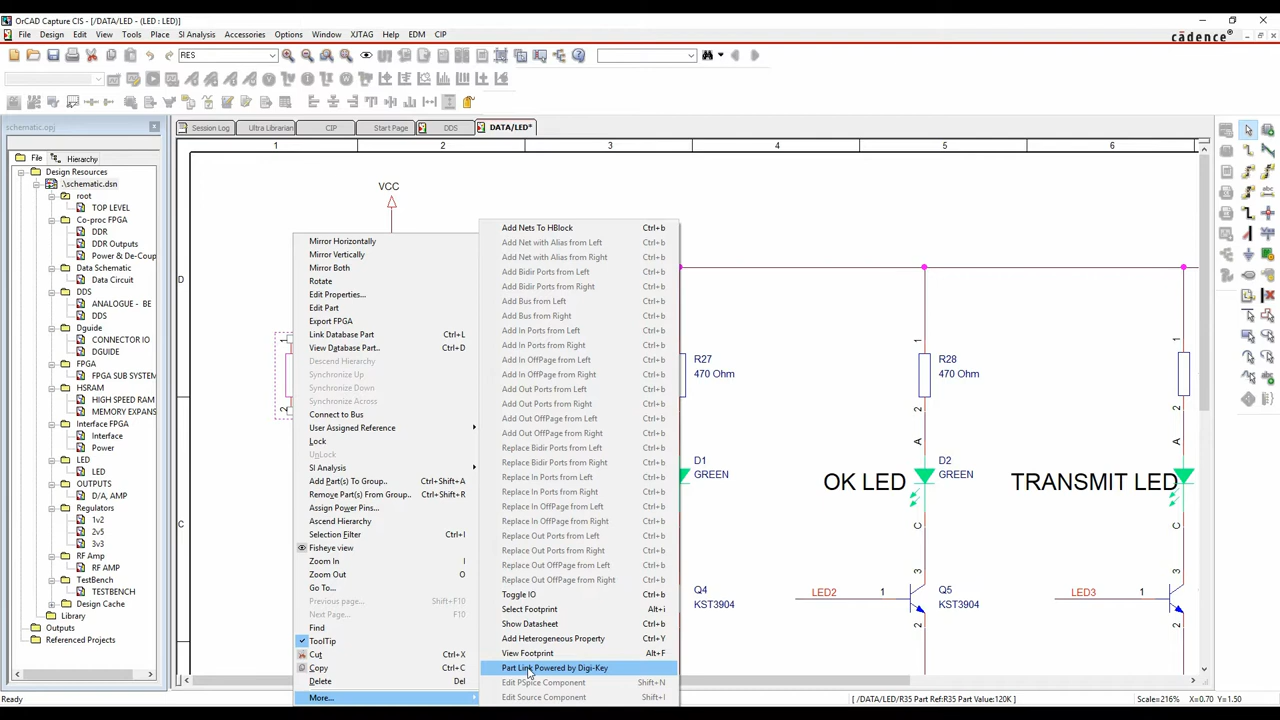 OrCAD Capture CIS - [/DATA/LED - (LED : LED)]
File Design Edit View Tools Place SI Analysis Accessories Options Window XJTAG Help EDM CIP
cadence®
RES
schematic.opj
Session Log Ultra Librarian CIP Start Page DDS DATA/LED*
File Hierarchy
1 2 3 4 5 6
Design Resources
.\schematic.dsn
root
TOP LEVEL
Co-proc FPGA
DDR
DDR Outputs
Power & De-Coup
Data Schematic
Data Circuit
DDS
ANALOGUE - BE
DDS
Dguide
CONNECTOR IO
DGUIDE
FPGA
FPGA SUB SYSTEM
HSRAM
HIGH SPEED RAM
MEMORY EXPANS
Interface FPGA
Interface
Power
LED
LED
OUTPUTS
D/A, AMP
Regulators
1v2
2v5
3v3
RF Amp
RF AMP
TestBench
TESTBENCH
Design Cache
Library
Outputs
Referenced Projects
D
C
VCC
1
2
Mirror Horizontally
Mirror Vertically
Mirror Both
Rotate
Edit Properties...
Edit Part
Export FPGA
Link Database Part Ctrl+L
View Database Part.. Ctrl+D
Descend Hierarchy
Synchronize Up
Synchronize Down
Synchronize Across
Connect to Bus
User Assigned Reference
Lock
UnLock
SI Analysis
Add Part(s) To Group.. Ctrl+Shift+A
Remove Part(s) From Group.. Ctrl+Shift+R
Assign Power Pins...
Ascend Hierarchy
Selection Filter Ctrl+I
Fisheye view
Zoom In I
Zoom Out O
Go To...
Previous page... Shift+F10
Next Page... F10
Find
ToolTip
Cut Ctrl+X
Copy Ctrl+C
Delete Del
More...
Add Nets To HBlock Ctrl+b
Add Net with Alias from Left Ctrl+b
Add Net with Alias from Right Ctrl+b
Add Bidir Ports from Left Ctrl+b
Add Bidir Ports from Right Ctrl+b
Add Bus from Left Ctrl+b
Add Bus from Right Ctrl+b
Add In Ports from Left Ctrl+b
Add In Ports from Right Ctrl+b
Add In OffPage from Left Ctrl+b
Add In OffPage from Right Ctrl+b
Add Out Ports from Left Ctrl+b
Add Out Ports from Right Ctrl+b
Add Out OffPage from Left Ctrl+b
Add Out OffPage from Right Ctrl+b
Replace Bidir Ports from Left Ctrl+b
Replace Bidir Ports from Right Ctrl+b
Replace In Ports from Left Ctrl+b
Replace In Ports from Right Ctrl+b
Replace In OffPage from Left Ctrl+b
Replace In OffPage from Right Ctrl+b
Replace Out Ports from Left Ctrl+b
Replace Out Ports from Right Ctrl+b
Replace Out OffPage from Left Ctrl+b
Replace Out OffPage from Right Ctrl+b
Toggle IO Ctrl+b
Select Footprint Alt+i
Show Datasheet Ctrl+b
Add Heterogeneous Property Ctrl+Y
View Footprint Alt+F
Part Link Powered by Digi-Key
Edit PSpice Component Shift+N
Edit Source Component Shift+I
1 1
R27 R28
470 Ohm 470 Ohm
2 2
A A
D1 D2
GREEN GREEN
OK LED TRANSMIT LED
C C
3 3
Q4 LED2 1 Q5 LED3 1
KST3904 KST3904
2 2
Ready
[ /DATA/LED/R35 Part Ref:R35 Part Value:120K ] Scale=216% X=0.70 Y=1.50